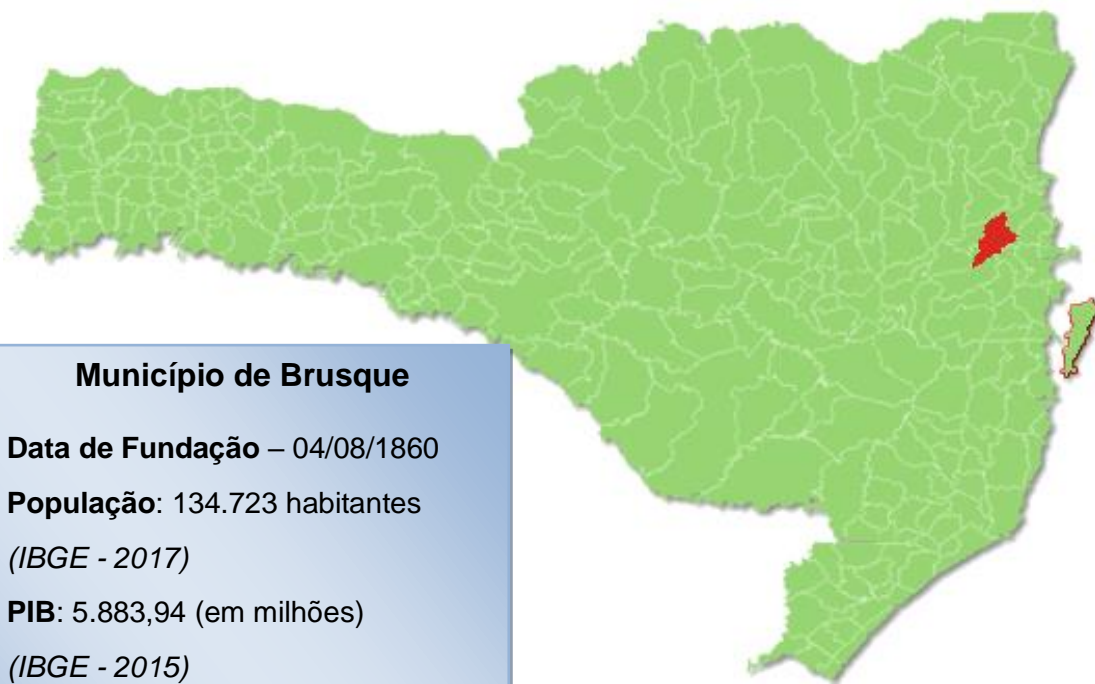 Município de Brusque
Data de Fundação – 04/08/1860
População: 134.723 habitantes
(IBGE - 2017)
PIB: 5.883,94 (em milhões)
(IBGE - 2015)